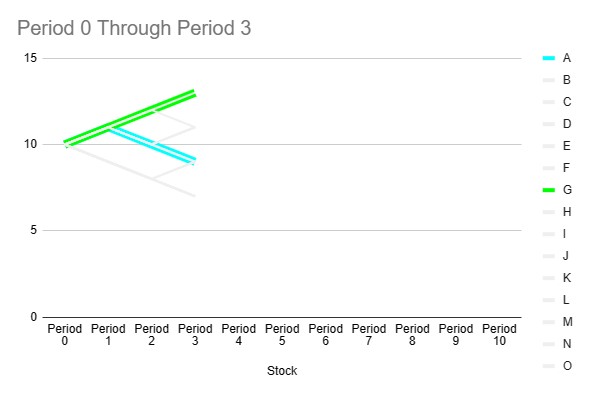 Period 0 Through Period 3
15
10
5
0
Period 0
Period 1
Period 2
Period 3
Period 4
Period 5
Period 6
Period 7
Period 8
Period 9
Period 10
Stock
A
B
C
D
E
F
G
H
I
J
K
L
M
N
O